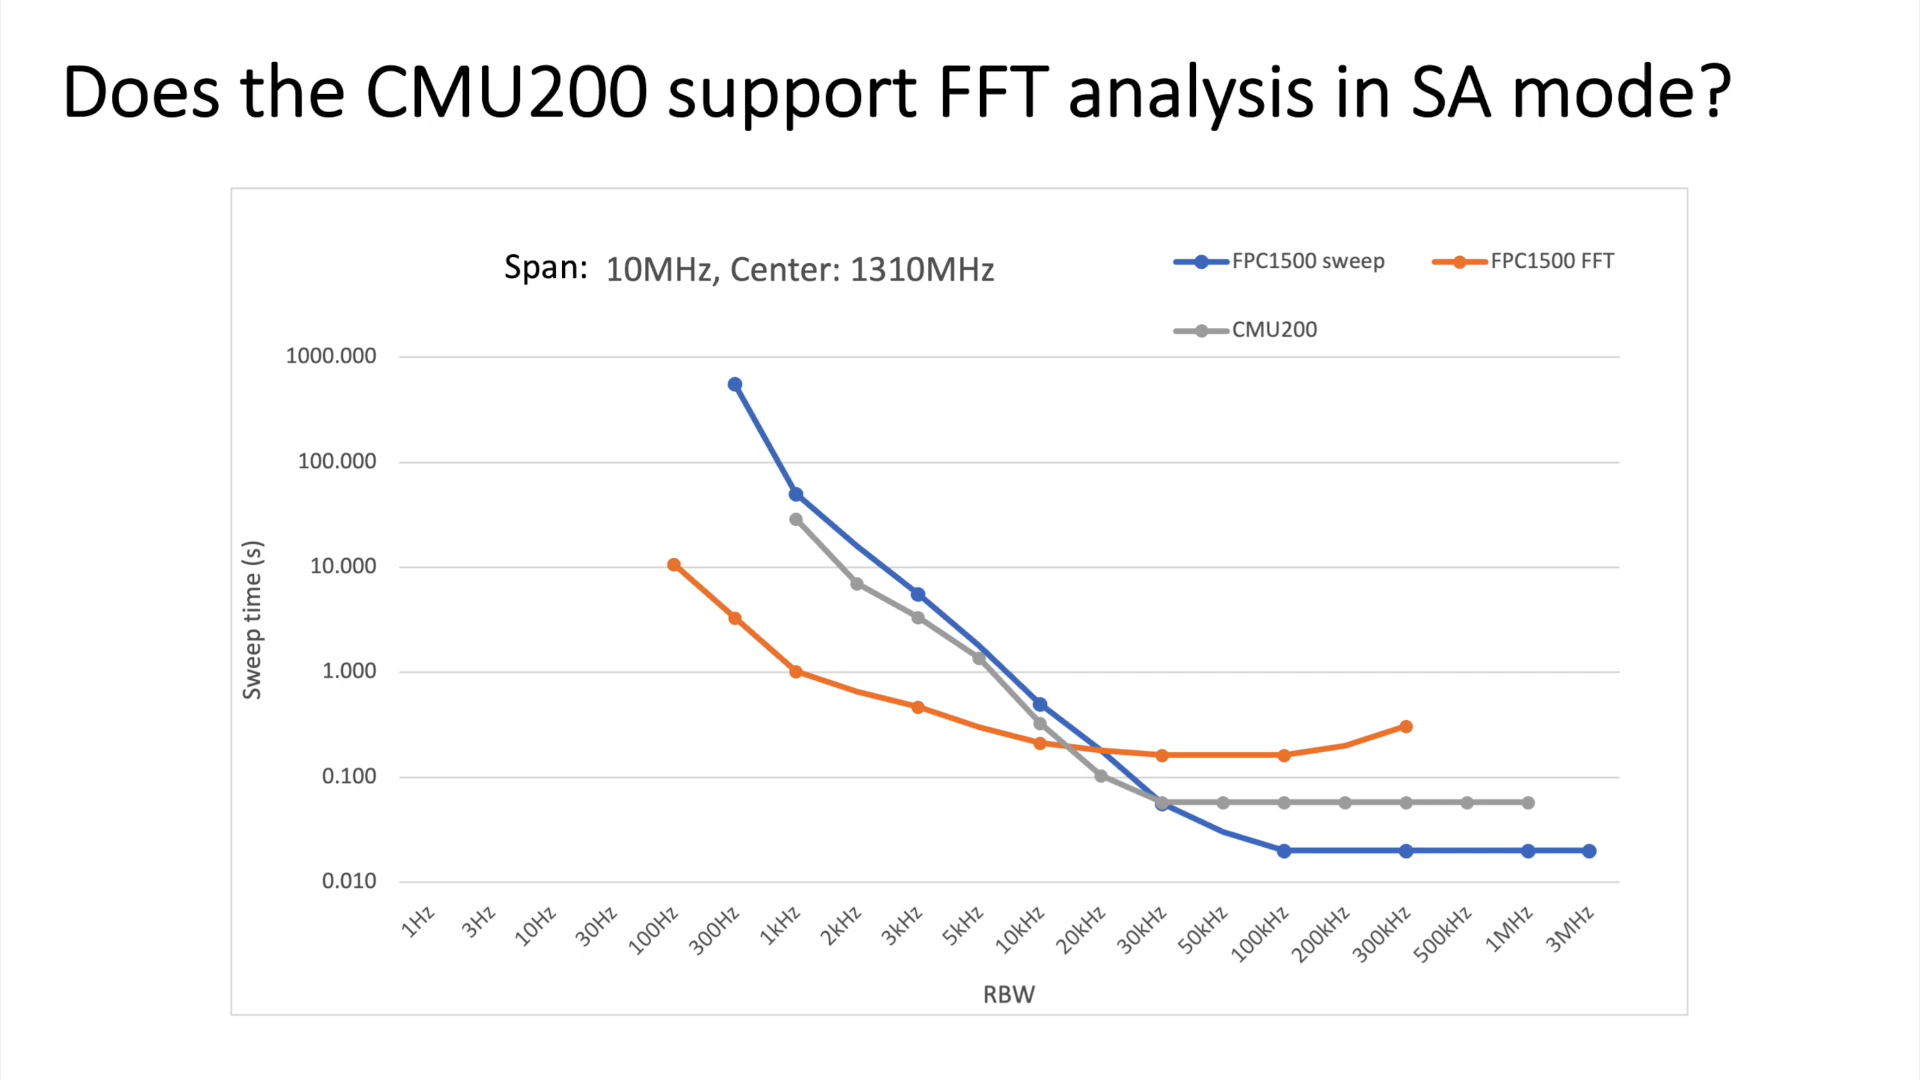 Does the CMU200 support FFT analysis in SA mode?
Span: 10MHz, Center: 1310MHz
FPC1500 sweep
FPC1500 FFT
CMU200
1000.000
100.000
10.000
1.000
0.100
0.010
Sweep time (s)
1Hz
3Hz
10Hz
30Hz
100Hz
300Hz
1kHz
2kHz
3kHz
5kHz
10kHz
20kHz
30kHz
50kHz
100kHz
200kHz
300kHz
500kHz
1MHz
3MHz
RBW